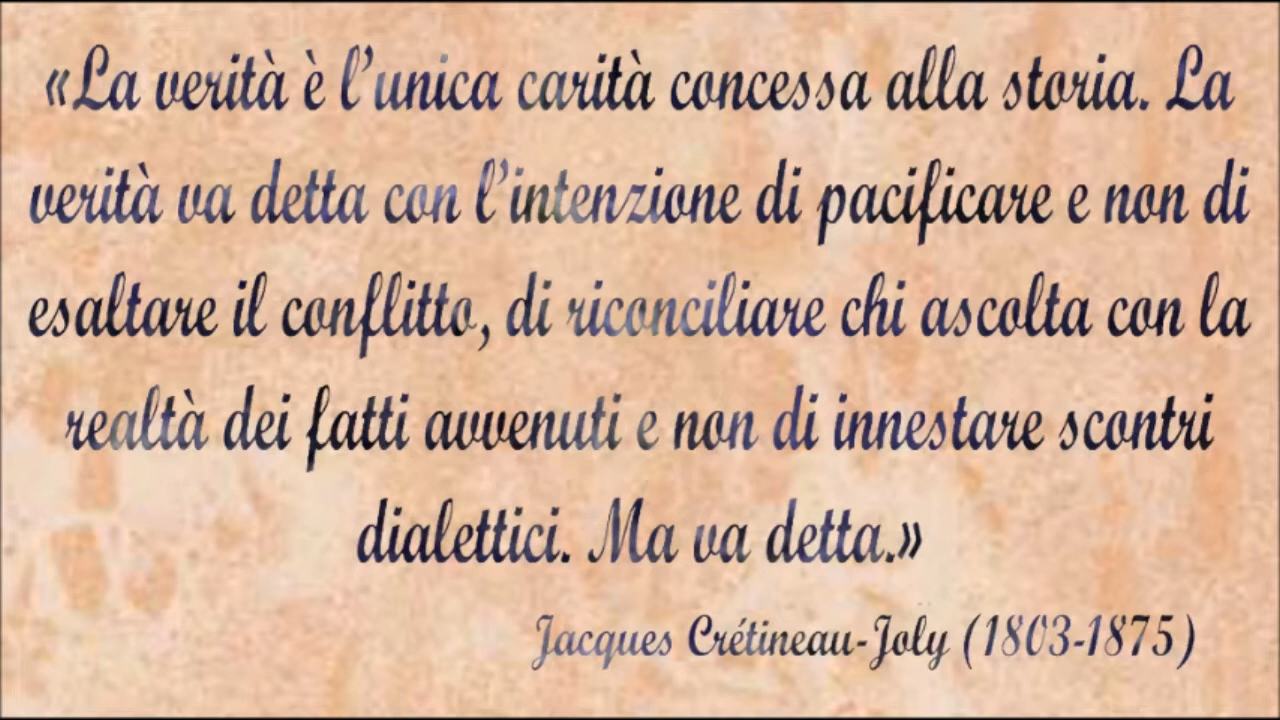 «La verità è l’unica carità concessa alla storia. La
verità va detta con l’intenzione di pacificare e non di
esaltare il conflitto, di riconciliare chi ascolta con la
realtà dei fatti avvenuti e non di innestare scontri
dialettici. Ma va detta.»
Jacques Crétineau-Joly (1803-1875)